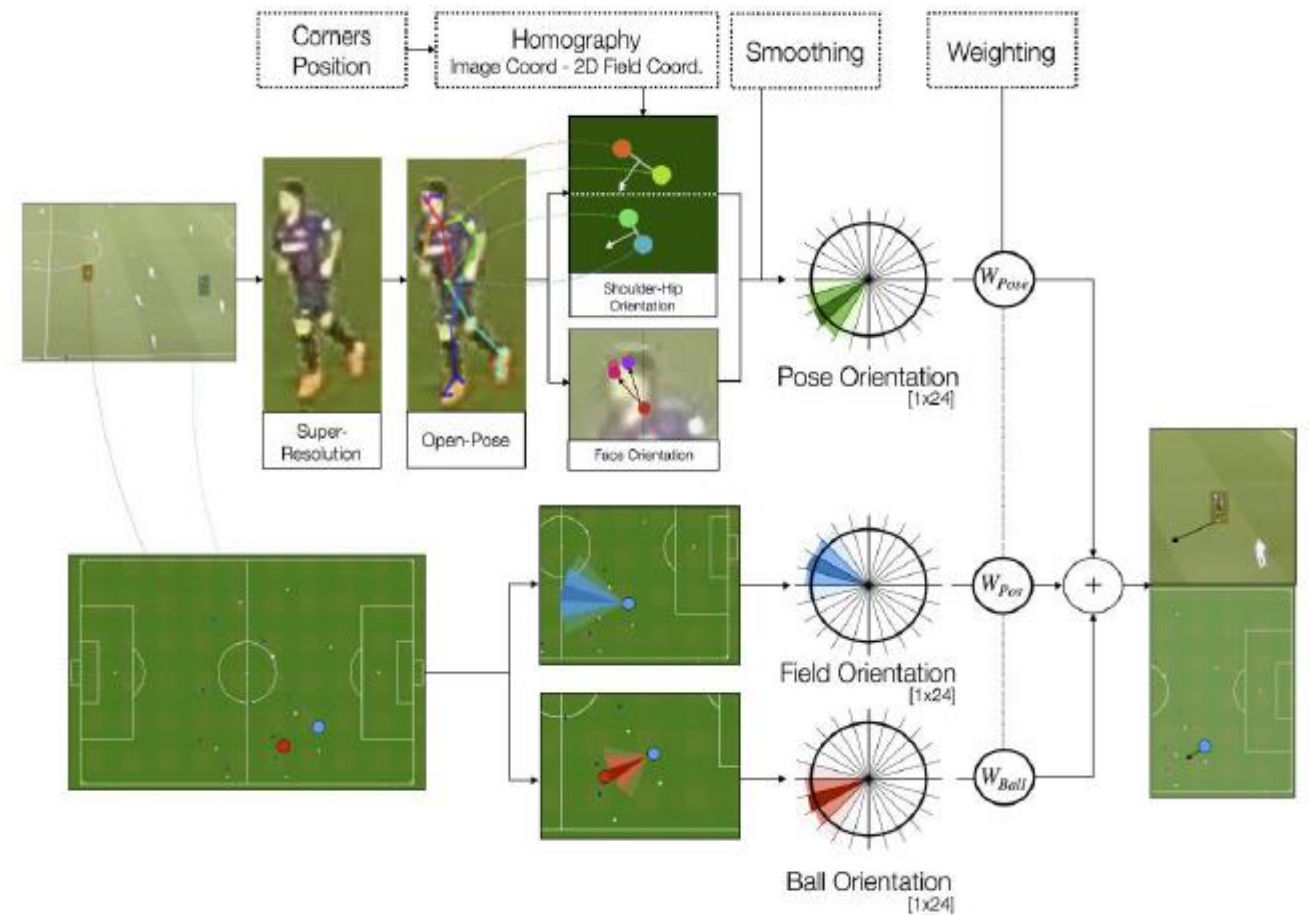 Corners
Position
Homography
Image Coord - 2D Field Coord.
Smoothing
Weighting
Shoulder-Hip
Orientation
Super-
Resolution
Open-Pose
Face Orientation
Pose Orientation
[1x24]
W_Pose
Field Orientation
[1x24]
W_Pos
+
Ball Orientation
[1x24]
W_Ball